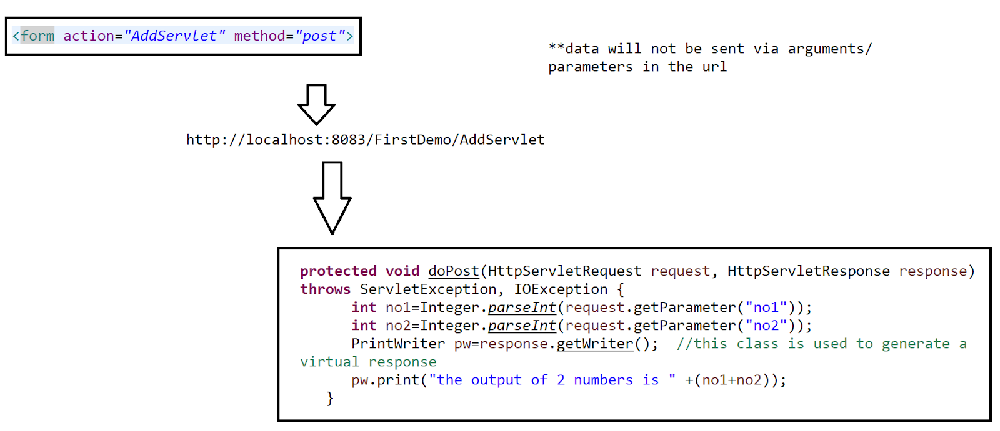 <form action="AddServlet" method="post">
**data will not be sent via arguments/
parameters in the url
http://localhost:8083/FirstDemo/AddServlet
protected void doPost(HttpServletRequest request, HttpServletResponse response)
throws ServletException, IOException {
int no1=Integer.parseInt(request.getParameter("no1"));
int no2=Integer.parseInt(request.getParameter("no2"));
PrintWriter pw=response.getWriter();  //this class is used to generate a
virtual response
pw.print("the output of 2 numbers is " +(no1+no2));
}